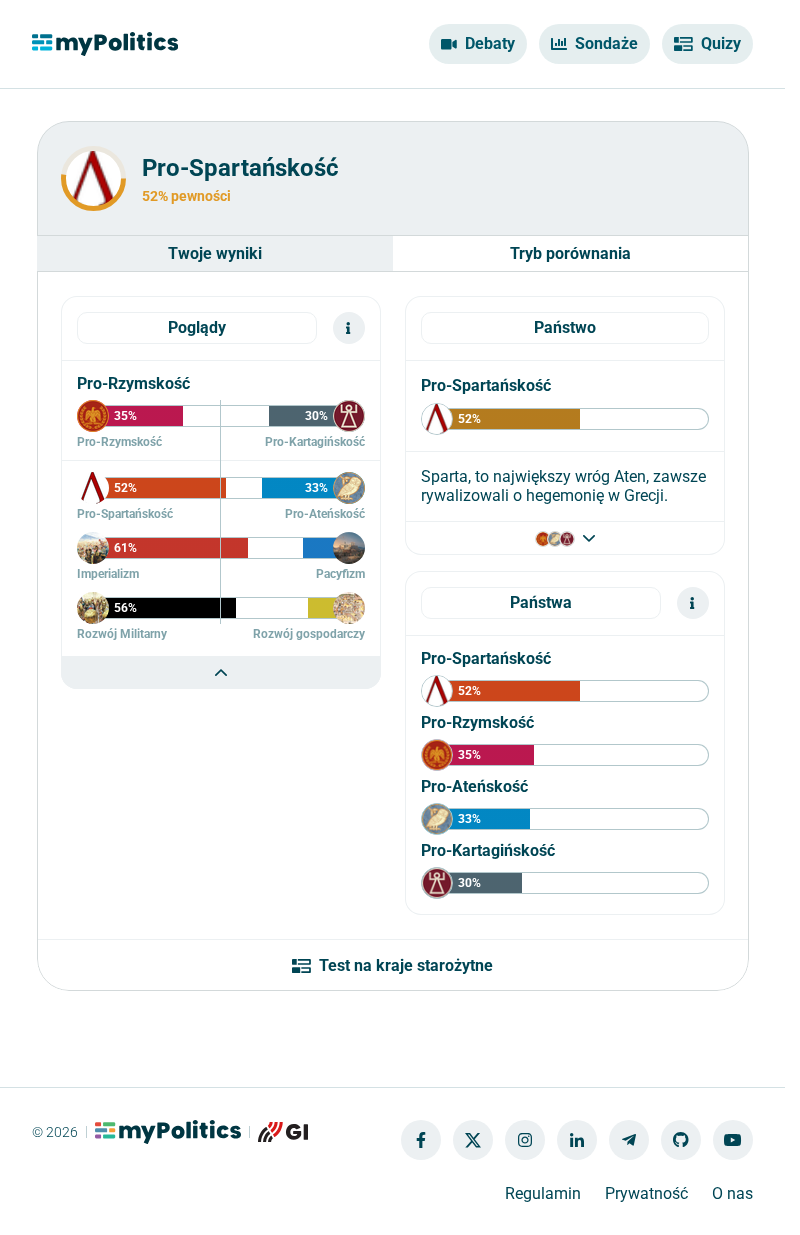 myPolitics
Debaty
Sondaże
Quizy
Pro-Spartańskość
52% pewności
Twoje wyniki
Tryb porównania
Poglądy
Pro-Rzymskość
35%
30%
Pro-Rzymskość
Pro-Kartagińskość
52%
33%
Pro-Spartańskość
Pro-Ateńskość
61%
Imperializm
Pacyfizm
56%
Rozwój Militarny
Rozwój gospodarczy
Państwo
Pro-Spartańskość
52%
Sparta, to największy wróg Aten, zawsze
rywalizowali o hegemonię w Grecji.
Państwa
Pro-Spartańskość
52%
Pro-Rzymskość
35%
Pro-Ateńskość
33%
Pro-Kartagińskość
30%
Test na kraje starożytne
© 2026
myPolitics
GI
Regulamin
Prywatność
O nas